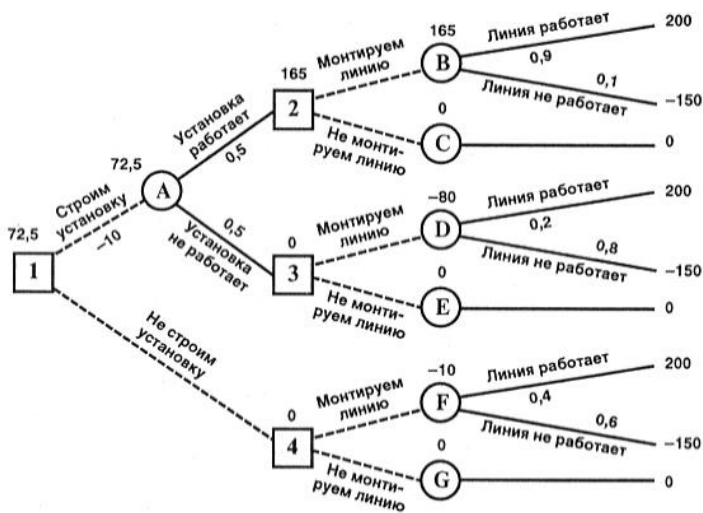 165
Линия работает
200
Монтируем
линию
B
0,9
165
0,1
Линия не работает
−150
2
0
Установка
работает
Не монти-
руем линию
C
0
0,5
72,5
A
−80
Линия работает
200
Строим
установку
Монтируем
линию
D
0,2
−10
0,5
0
0,8
Установка
не работает
Линия не работает
−150
72,5
1
3
0
Не монти-
руем линию
E
0
Не строим
установку
−10
Линия работает
200
Монтируем
линию
F
0,4
0
0,6
Линия не работает
−150
4
0
Не монти-
руем линию
G
0